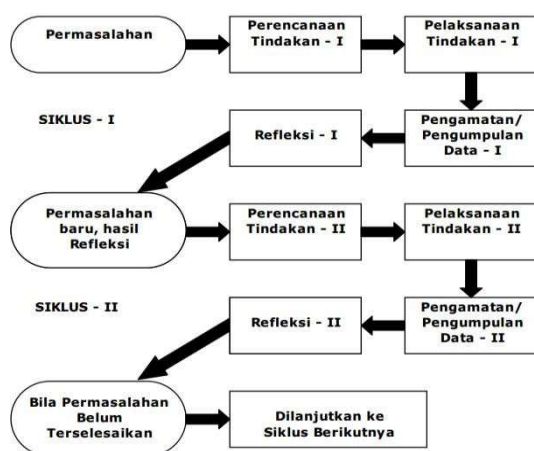 Permasalahan
Perencanaan
Tindakan - I
Pelaksanaan
Tindakan - I
SIKLUS - I
Refleksi - I
Pengamatan/
Pengumpulan
Data - I
Permasalahan
baru, hasil
Refleksi
Perencanaan
Tindakan - II
Pelaksanaan
Tindakan - II
SIKLUS - II
Refleksi - II
Pengamatan/
Pengumpulan
Data - II
Bila Permasalahan
Belum
Terselesaikan
Dilanjutkan ke
Siklus Berikutnya